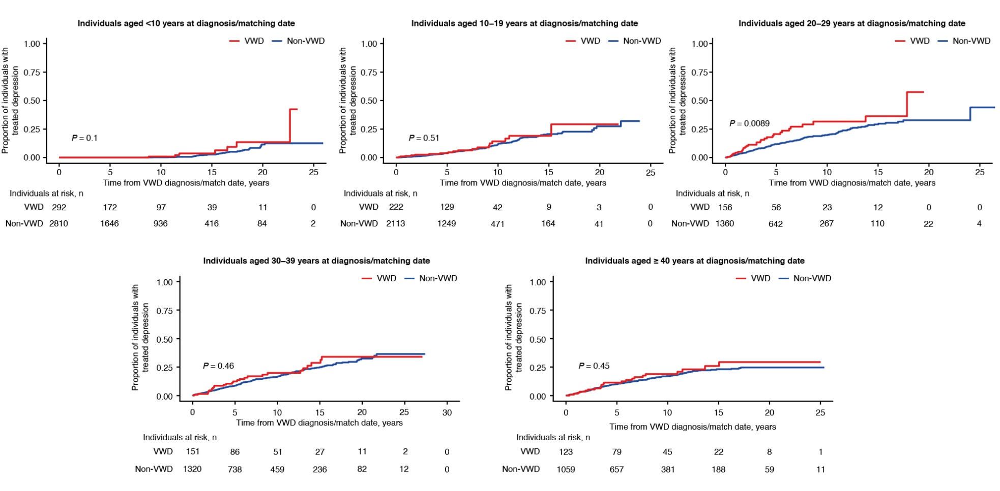 Individuals aged <10 years at diagnosis/matching date
VWD Non-VWD
Proportion of individuals with
treated depression
1.00
0.75
0.50
0.25
0.00
P = 0.1
0 5 10 15 20 25
Time from VWD diagnosis/match date, years
Individuals at risk, n
VWD 292 172 97 39 11 0
Non-VWD 2810 1646 936 416 84 2
Individuals aged 10–19 years at diagnosis/matching date
VWD Non-VWD
Proportion of individuals with
treated depression
1.00
0.75
0.50
0.25
0.00
P = 0.51
0 5 10 15 20 25
Time from VWD diagnosis/match date, years
Individuals at risk, n
VWD 222 129 42 9 3 0
Non-VWD 2113 1249 471 164 41 0
Individuals aged 20–29 years at diagnosis/matching date
VWD Non-VWD
Proportion of individuals with
treated depression
1.00
0.75
0.50
0.25
0.00
P = 0.0089
0 5 10 15 20 25
Time from VWD diagnosis/match date, years
Individuals at risk, n
VWD 156 56 23 12 0 0
Non-VWD 1360 642 267 110 22 4
Individuals aged 30–39 years at diagnosis/matching date
VWD Non-VWD
Proportion of individuals with
treated depression
1.00
0.75
0.50
0.25
0.00
P = 0.46
0 5 10 15 20 25 30
Time from VWD diagnosis/match date, years
Individuals at risk, n
VWD 151 86 51 27 11 2 0
Non-VWD 1320 738 459 236 82 12 0
Individuals aged ≥ 40 years at diagnosis/matching date
VWD Non-VWD
Proportion of individuals with
treated depression
1.00
0.75
0.50
0.25
0.00
P = 0.45
0 5 10 15 20 25
Time from VWD diagnosis/match date, years
Individuals at risk, n
VWD 123 79 45 22 8 1
Non-VWD 1059 657 381 188 59 11